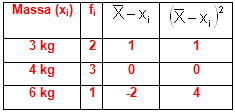 Massa (xᵢ) fᵢ X̅ – xᵢ (X̅ – xᵢ)²
3 kg 2 1 1
4 kg 3 0 0
6 kg 1 -2 4